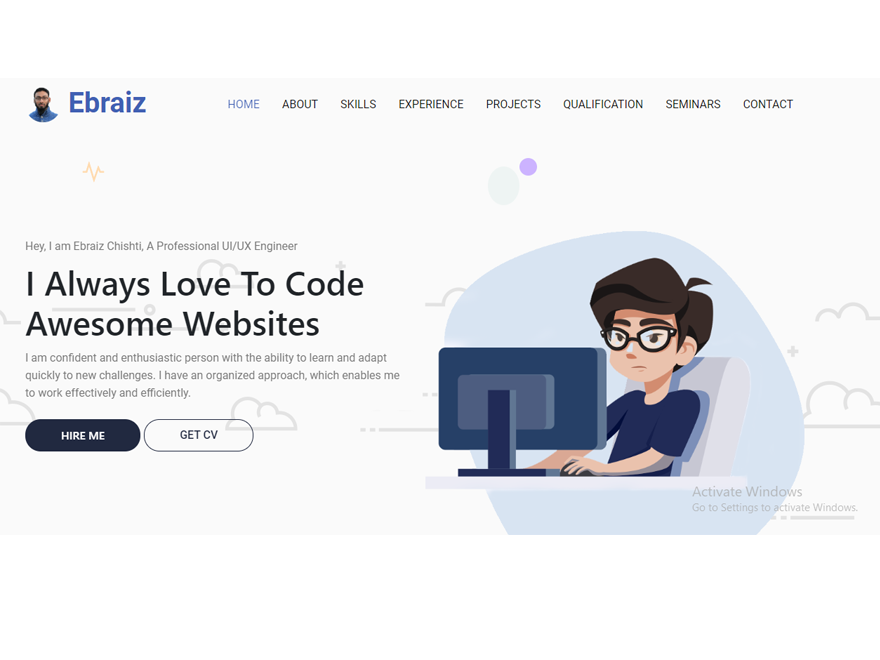 Ebraiz
HOME ABOUT SKILLS EXPERIENCE PROJECTS QUALIFICATION SEMINARS CONTACT
Hey, I am Ebraiz Chishti, A Professional UI/UX Engineer
I Always Love To Code
Awesome Websites
I am confident and enthusiastic person with the ability to learn and adapt
quickly to new challenges. I have an organized approach, which enables me
to work effectively and efficiently.
HIRE ME GET CV
Activate Windows
Go to Settings to activate Windows.